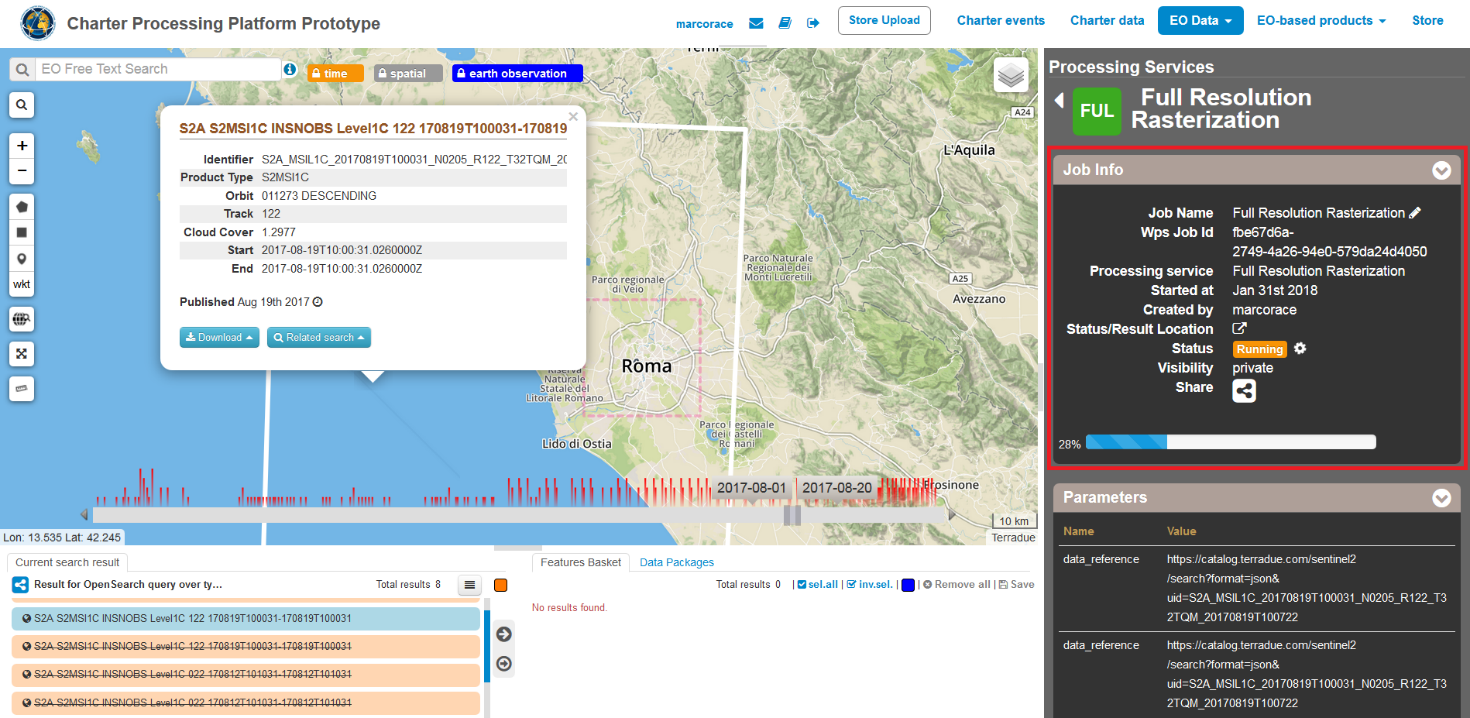 Charter Processing Platform Prototype
marcorace
Store Upload
Charter events
Charter data
EO Data
EO-based products
Store
EO Free Text Search
time
spatial
earth observation
wkt
S2A S2MSI1C INSNOBS Level1C 122 170819T100031-170819
Identifier S2A_MSIL1C_20170819T100031_N0205_R122_T32TQM_20
Product Type S2MSI1C
Orbit 011273 DESCENDING
Track 122
Cloud Cover 1.2977
Start 2017-08-19T10:00:31.0260000Z
End 2017-08-19T10:00:31.0260000Z
Published Aug 19th 2017
Download
Related search
Terni
A24
L'Aquila
Parco regionale
di Veio
Parco Naturale
Regionale dei
Monti Lucretili
A25
Avezzano
Roma
Riserva
Naturale
Statale del
Litorale Romano
Parco Regionale
dei Castelli
Romani
Lido di Ostia
Frosinone
2017-08-01
2017-08-20
10 km
Terradue
Lon: 13.535 Lat: 42.245
Current search result
Result for OpenSearch query over ty...
Total results 8
S2A S2MSI1C INSNOBS Level1C 122 170819T100031-170819T100031
S2A S2MSI1C INSNOBS Level1C 122 170819T100031-170819T100031
S2A S2MSI1C INSNOBS Level1C 022 170812T101031-170812T101031
S2A S2MSI1C INSNOBS Level1C 022 170812T101031-170812T101031
Features Basket
Data Packages
Total results 0 | sel.all | inv.sel. | | Remove all | Save
No results found.
Processing Services
FUL
Full Resolution
Rasterization
Job Info
Job Name Full Resolution Rasterization
Wps Job Id fbe67d6a-
2749-4a26-94e0-579da24d4050
Processing service Full Resolution Rasterization
Started at Jan 31st 2018
Created by marcorace
Status/Result Location
Status Running
Visibility private
Share
28%
Parameters
Name Value
data_reference https://catalog.terradue.com/sentinel2
/search?format=json&
uid=S2A_MSIL1C_20170819T100031_N0205_R122_T3
2TQM_20170819T100722
data_reference https://catalog.terradue.com/sentinel2
/search?format=json&
uid=S2A_MSIL1C_20170819T100031_N0205_R122_T3
2TQM_20170819T100722